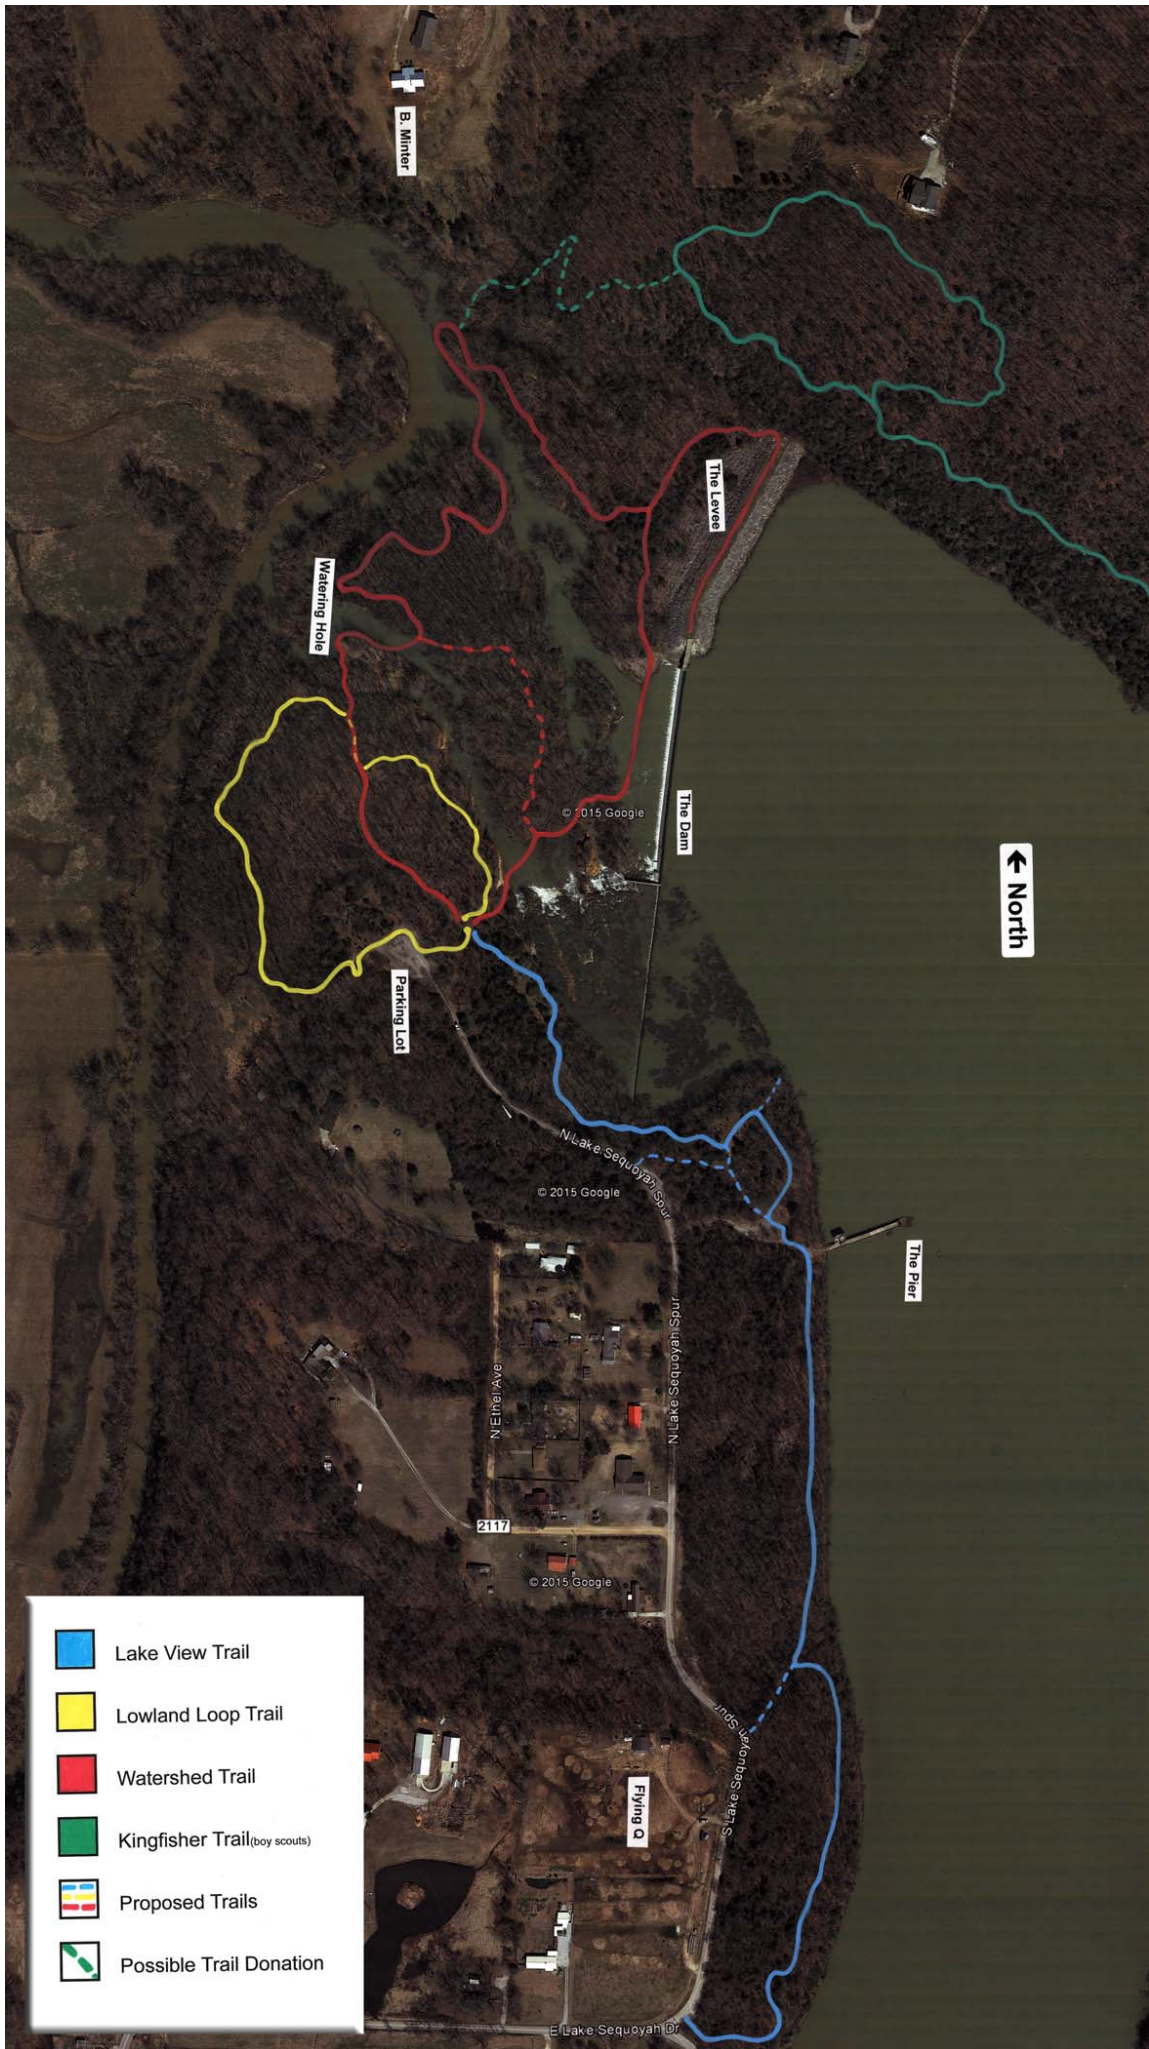 B. Minter
The Levee
Watering Hole
© 2015 Google
The Dam
← North
Parking Lot
N Lake Sequoyah Spur
© 2015 Google
The Pier
N Ethel Ave
N Lake Sequoyah Spur
2117
© 2015 Google
S Lake Sequoyah Spur
Flying Q
E Lake Sequoyah Dr
Lake View Trail
Lowland Loop Trail
Watershed Trail
Kingfisher Trail(boy scouts)
Proposed Trails
Possible Trail Donation